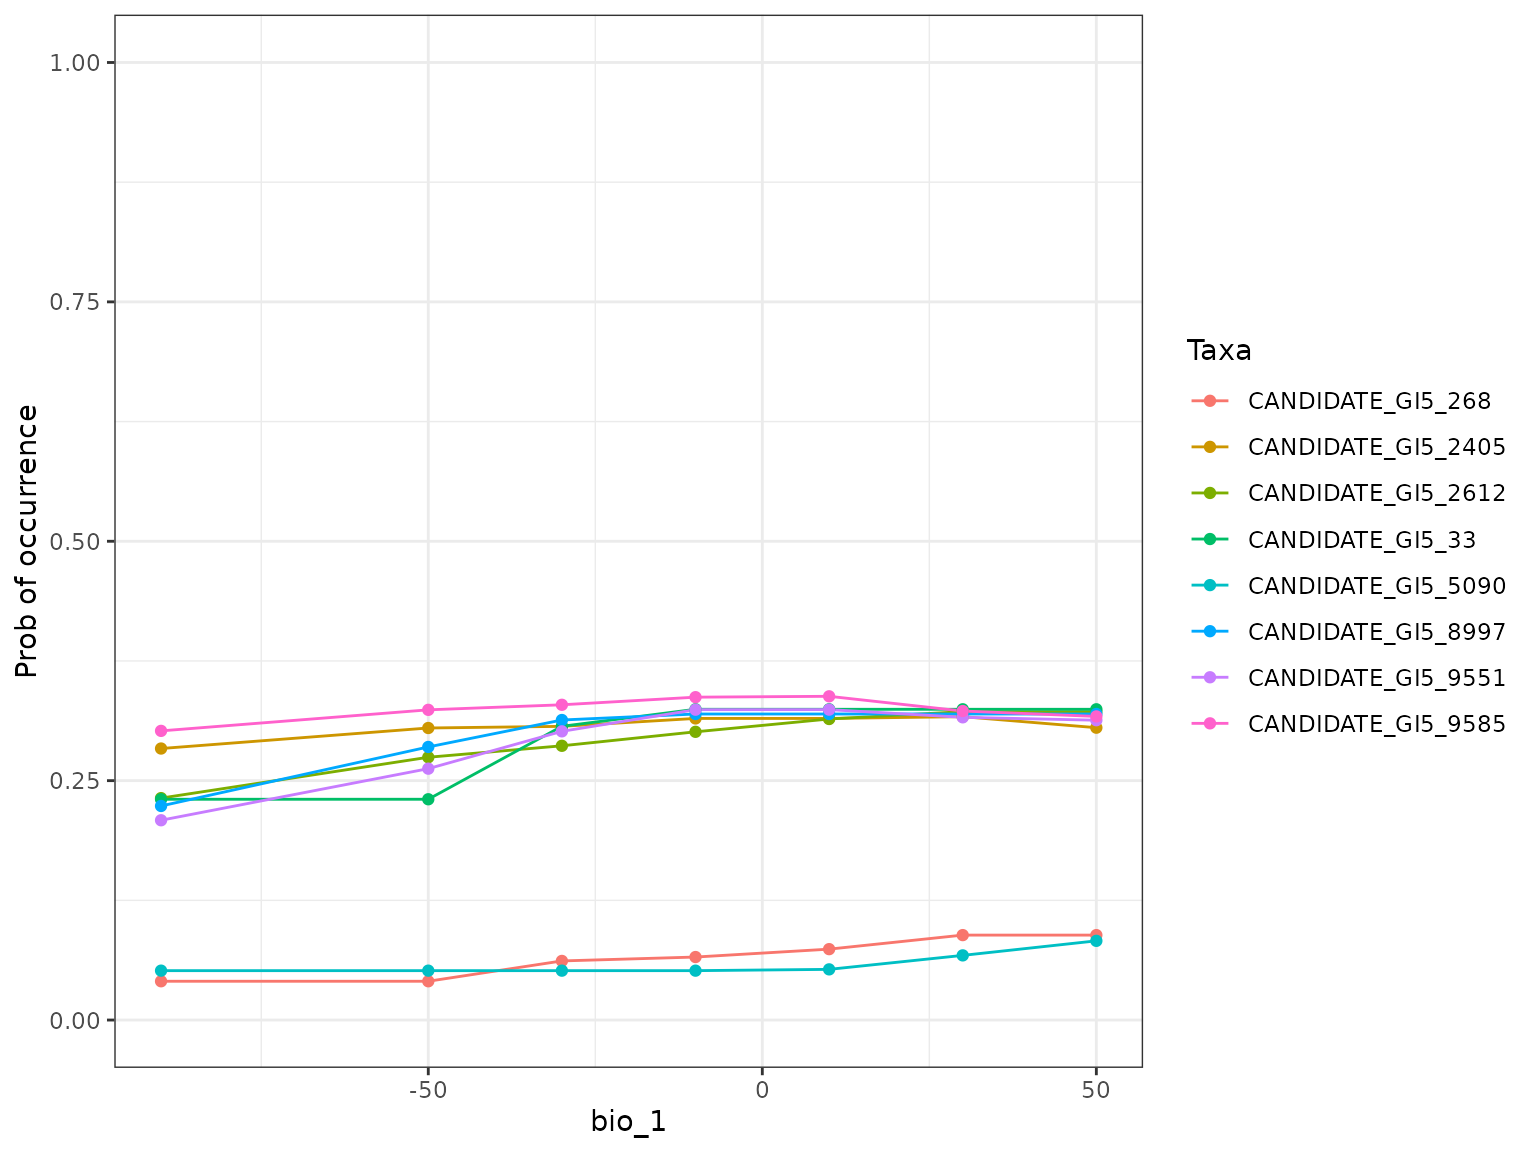 1.00
0.75
0.50
0.25
0.00
Prob of occurrence
-50
0
50
bio_1
Taxa
CANDIDATE_GI5_268
CANDIDATE_GI5_2405
CANDIDATE_GI5_2612
CANDIDATE_GI5_33
CANDIDATE_GI5_5090
CANDIDATE_GI5_8997
CANDIDATE_GI5_9551
CANDIDATE_GI5_9585